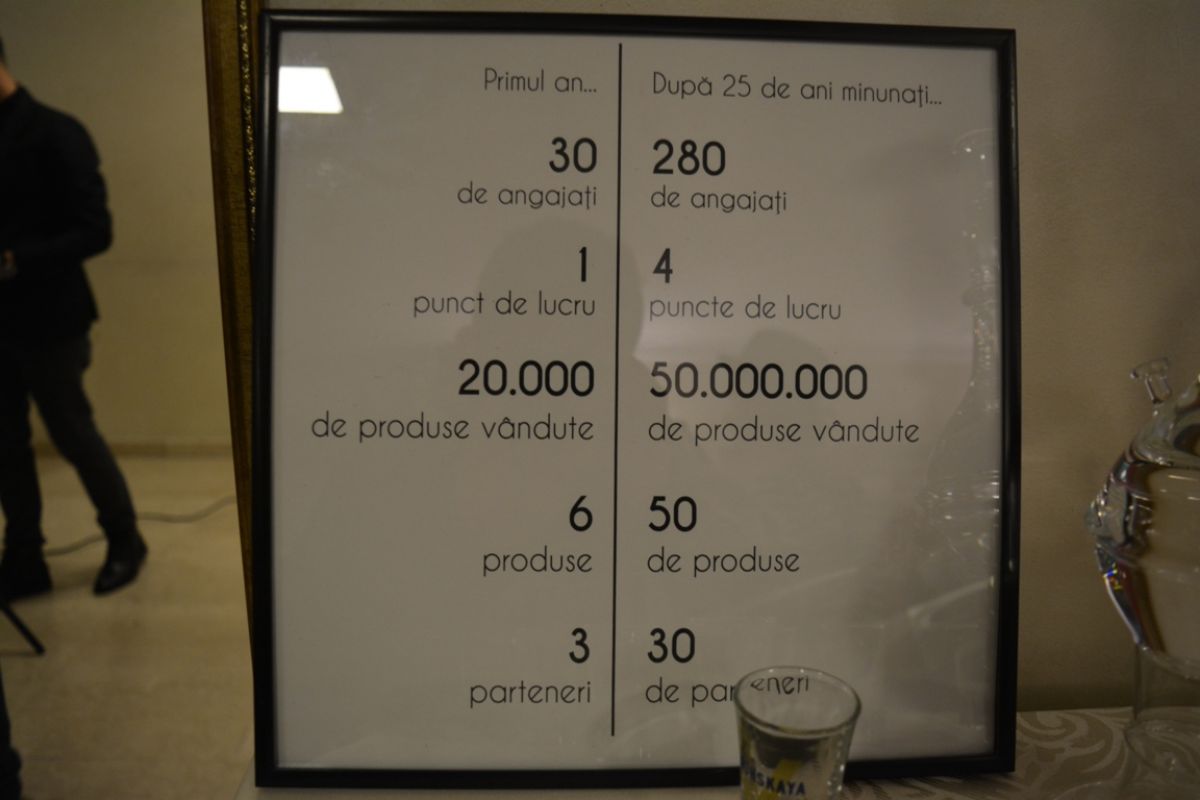 Primul an...
30
de angajați
1
punct de lucru
20.000
de produse vândute
6
produse
3
parteneri
După 25 de ani minunați...
280
de angajați
4
puncte de lucru
50.000.000
de produse vândute
50
de produse
30
de parteneri